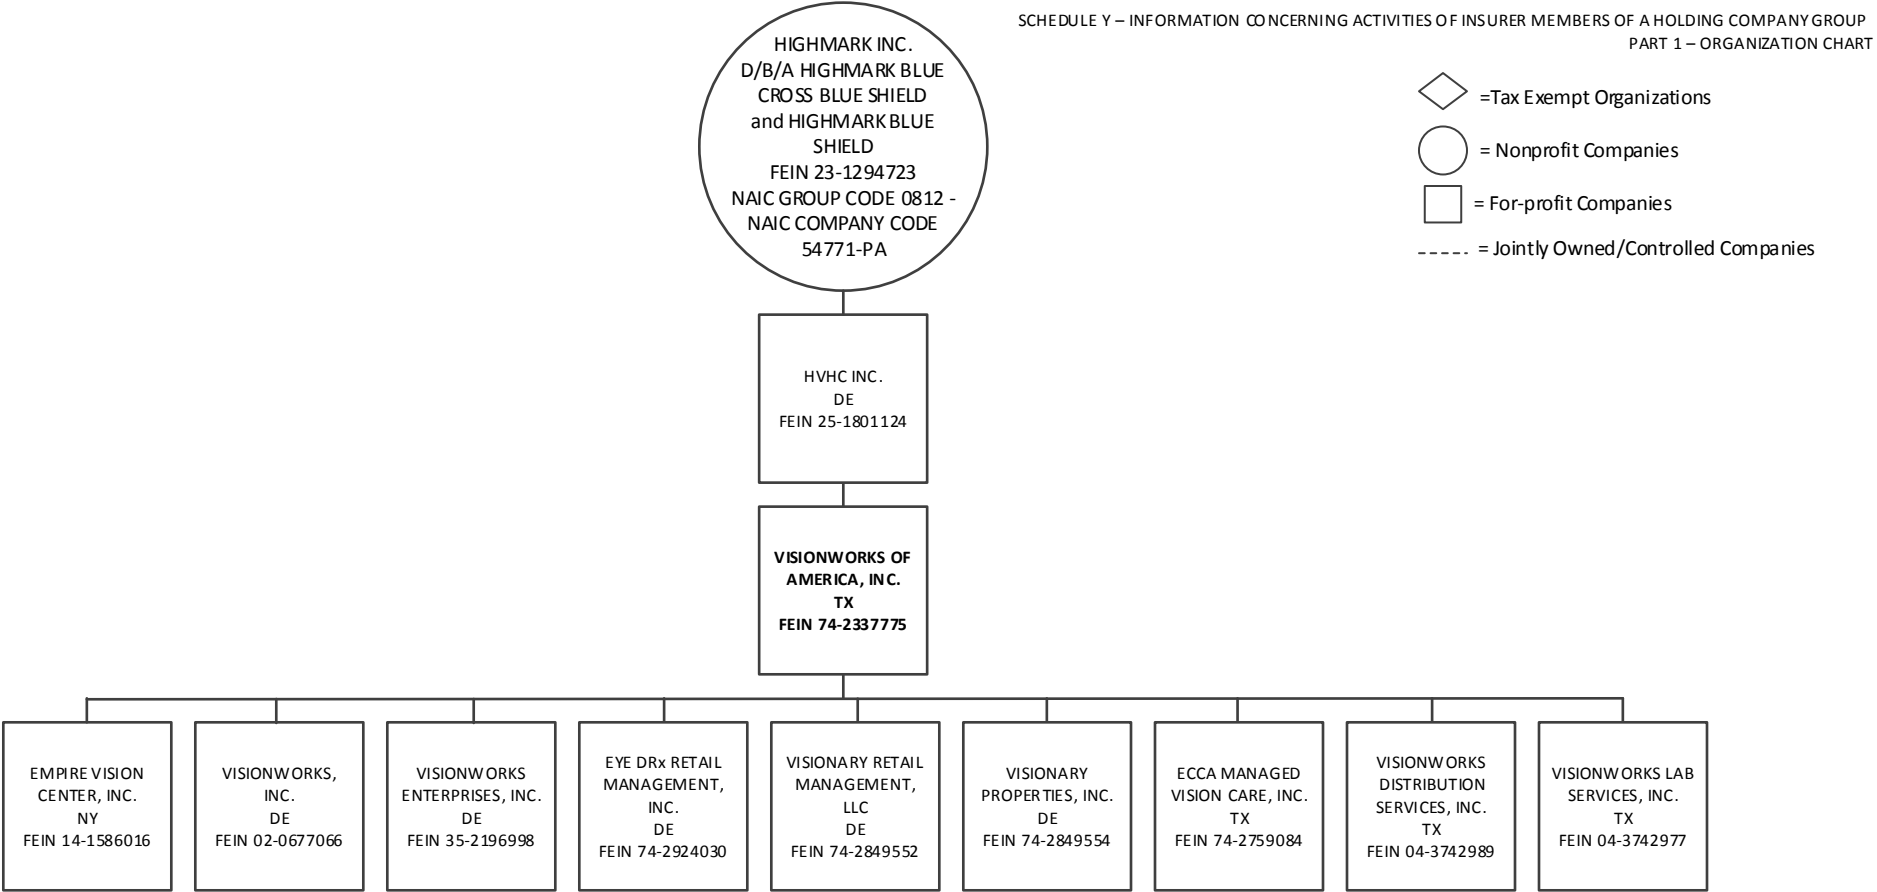 SCHEDULE Y – INFORMATION CONCERNING ACTIVITIES OF INSURER MEMBERS OF A HOLDING COMPANY GROUP
PART 1 – ORGANIZATION CHART
=Tax Exempt Organizations
= Nonprofit Companies
= For-profit Companies
= Jointly Owned/Controlled Companies
HIGHMARK INC.
D/B/A HIGHMARK BLUE
CROSS BLUE SHIELD
and HIGHMARK BLUE
SHIELD
FEIN 23-1294723
NAIC GROUP CODE 0812 -
NAIC COMPANY CODE
54771-PA
HVHC INC.
DE
FEIN 25-1801124
VISIONWORKS OF
AMERICA, INC.
TX
FEIN 74-2337775
EMPIRE VISION
CENTER, INC.
NY
FEIN 14-1586016
VISIONWORKS,
INC.
DE
FEIN 02-0677066
VISIONWORKS
ENTERPRISES, INC.
DE
FEIN 35-2196998
EYE DRx RETAIL
MANAGEMENT,
INC.
DE
FEIN 74-2924030
VISIONARY RETAIL
MANAGEMENT,
LLC
DE
FEIN 74-2849552
VISIONARY
PROPERTIES, INC.
DE
FEIN 74-2849554
ECCA MANAGED
VISION CARE, INC.
TX
FEIN 74-2759084
VISIONWORKS
DISTRIBUTION
SERVICES, INC.
TX
FEIN 04-3742989
VISIONWORKS LAB
SERVICES, INC.
TX
FEIN 04-3742977